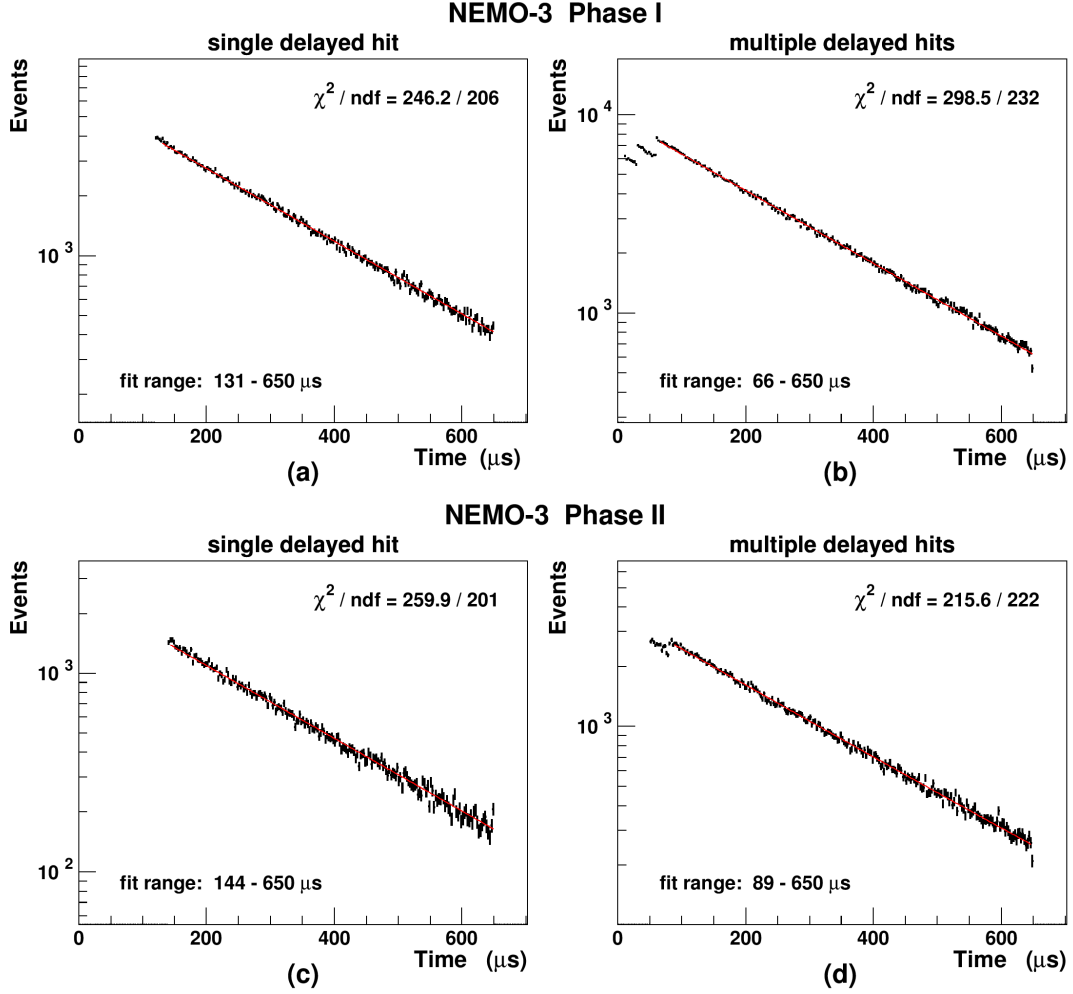 NEMO-3 Phase I
single delayed hit
Events
χ² / ndf = 246.2 / 206
10³
fit range: 131 - 650 μs
0 200 400 600
Time (μs)
(a)
multiple delayed hits
Events
χ² / ndf = 298.5 / 232
10⁴
10³
fit range: 66 - 650 μs
0 200 400 600
Time (μs)
(b)
NEMO-3 Phase II
single delayed hit
Events
χ² / ndf = 259.9 / 201
10³
10²
fit range: 144 - 650 μs
0 200 400 600
Time (μs)
(c)
multiple delayed hits
Events
χ² / ndf = 215.6 / 222
10³
fit range: 89 - 650 μs
0 200 400 600
Time (μs)
(d)